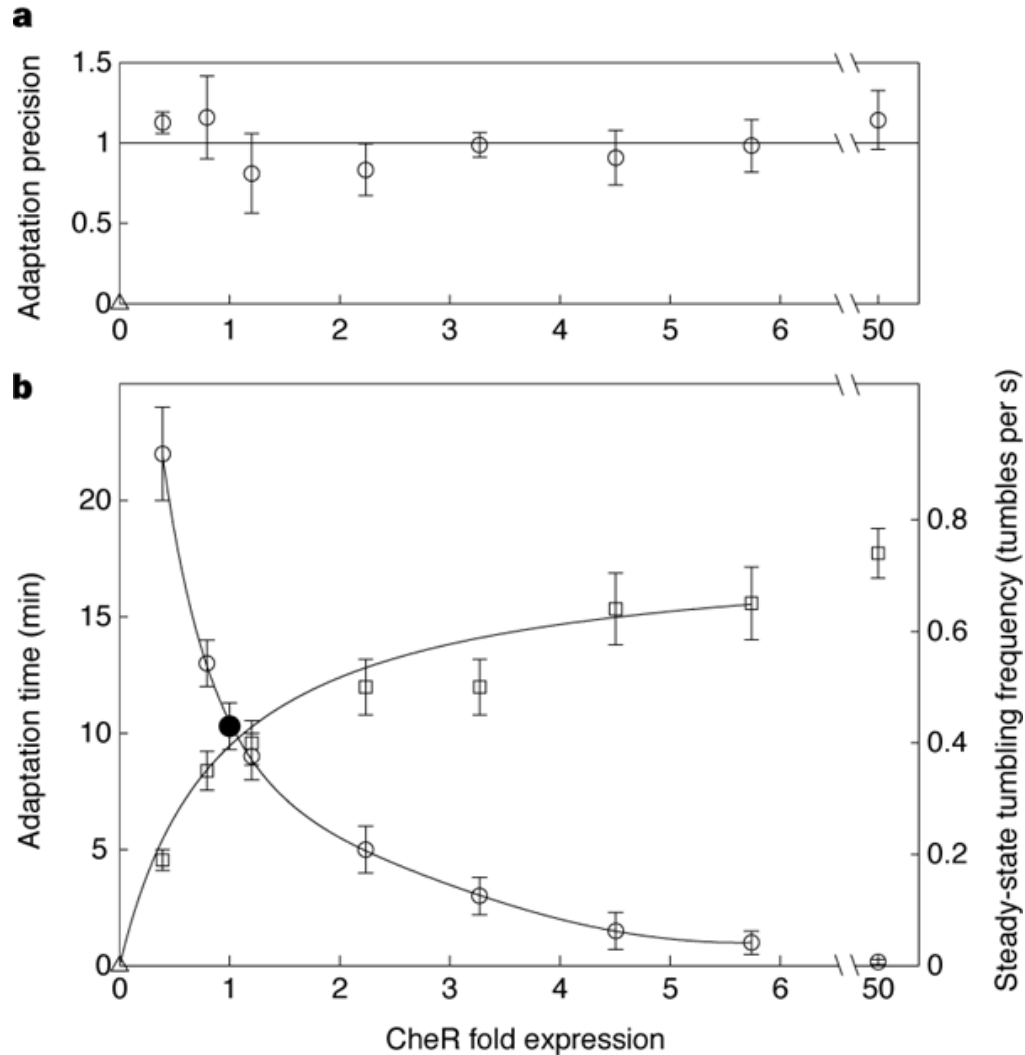 a
Adaptation precision
1.5
1
0.5
0
0 1 2 3 4 5 6 50
b
Adaptation time (min)
20
15
10
5
0
0.8
0.6
0.4
0.2
0
Steady-state tumbling frequency (tumbles per s)
0 1 2 3 4 5 6 50
CheR fold expression